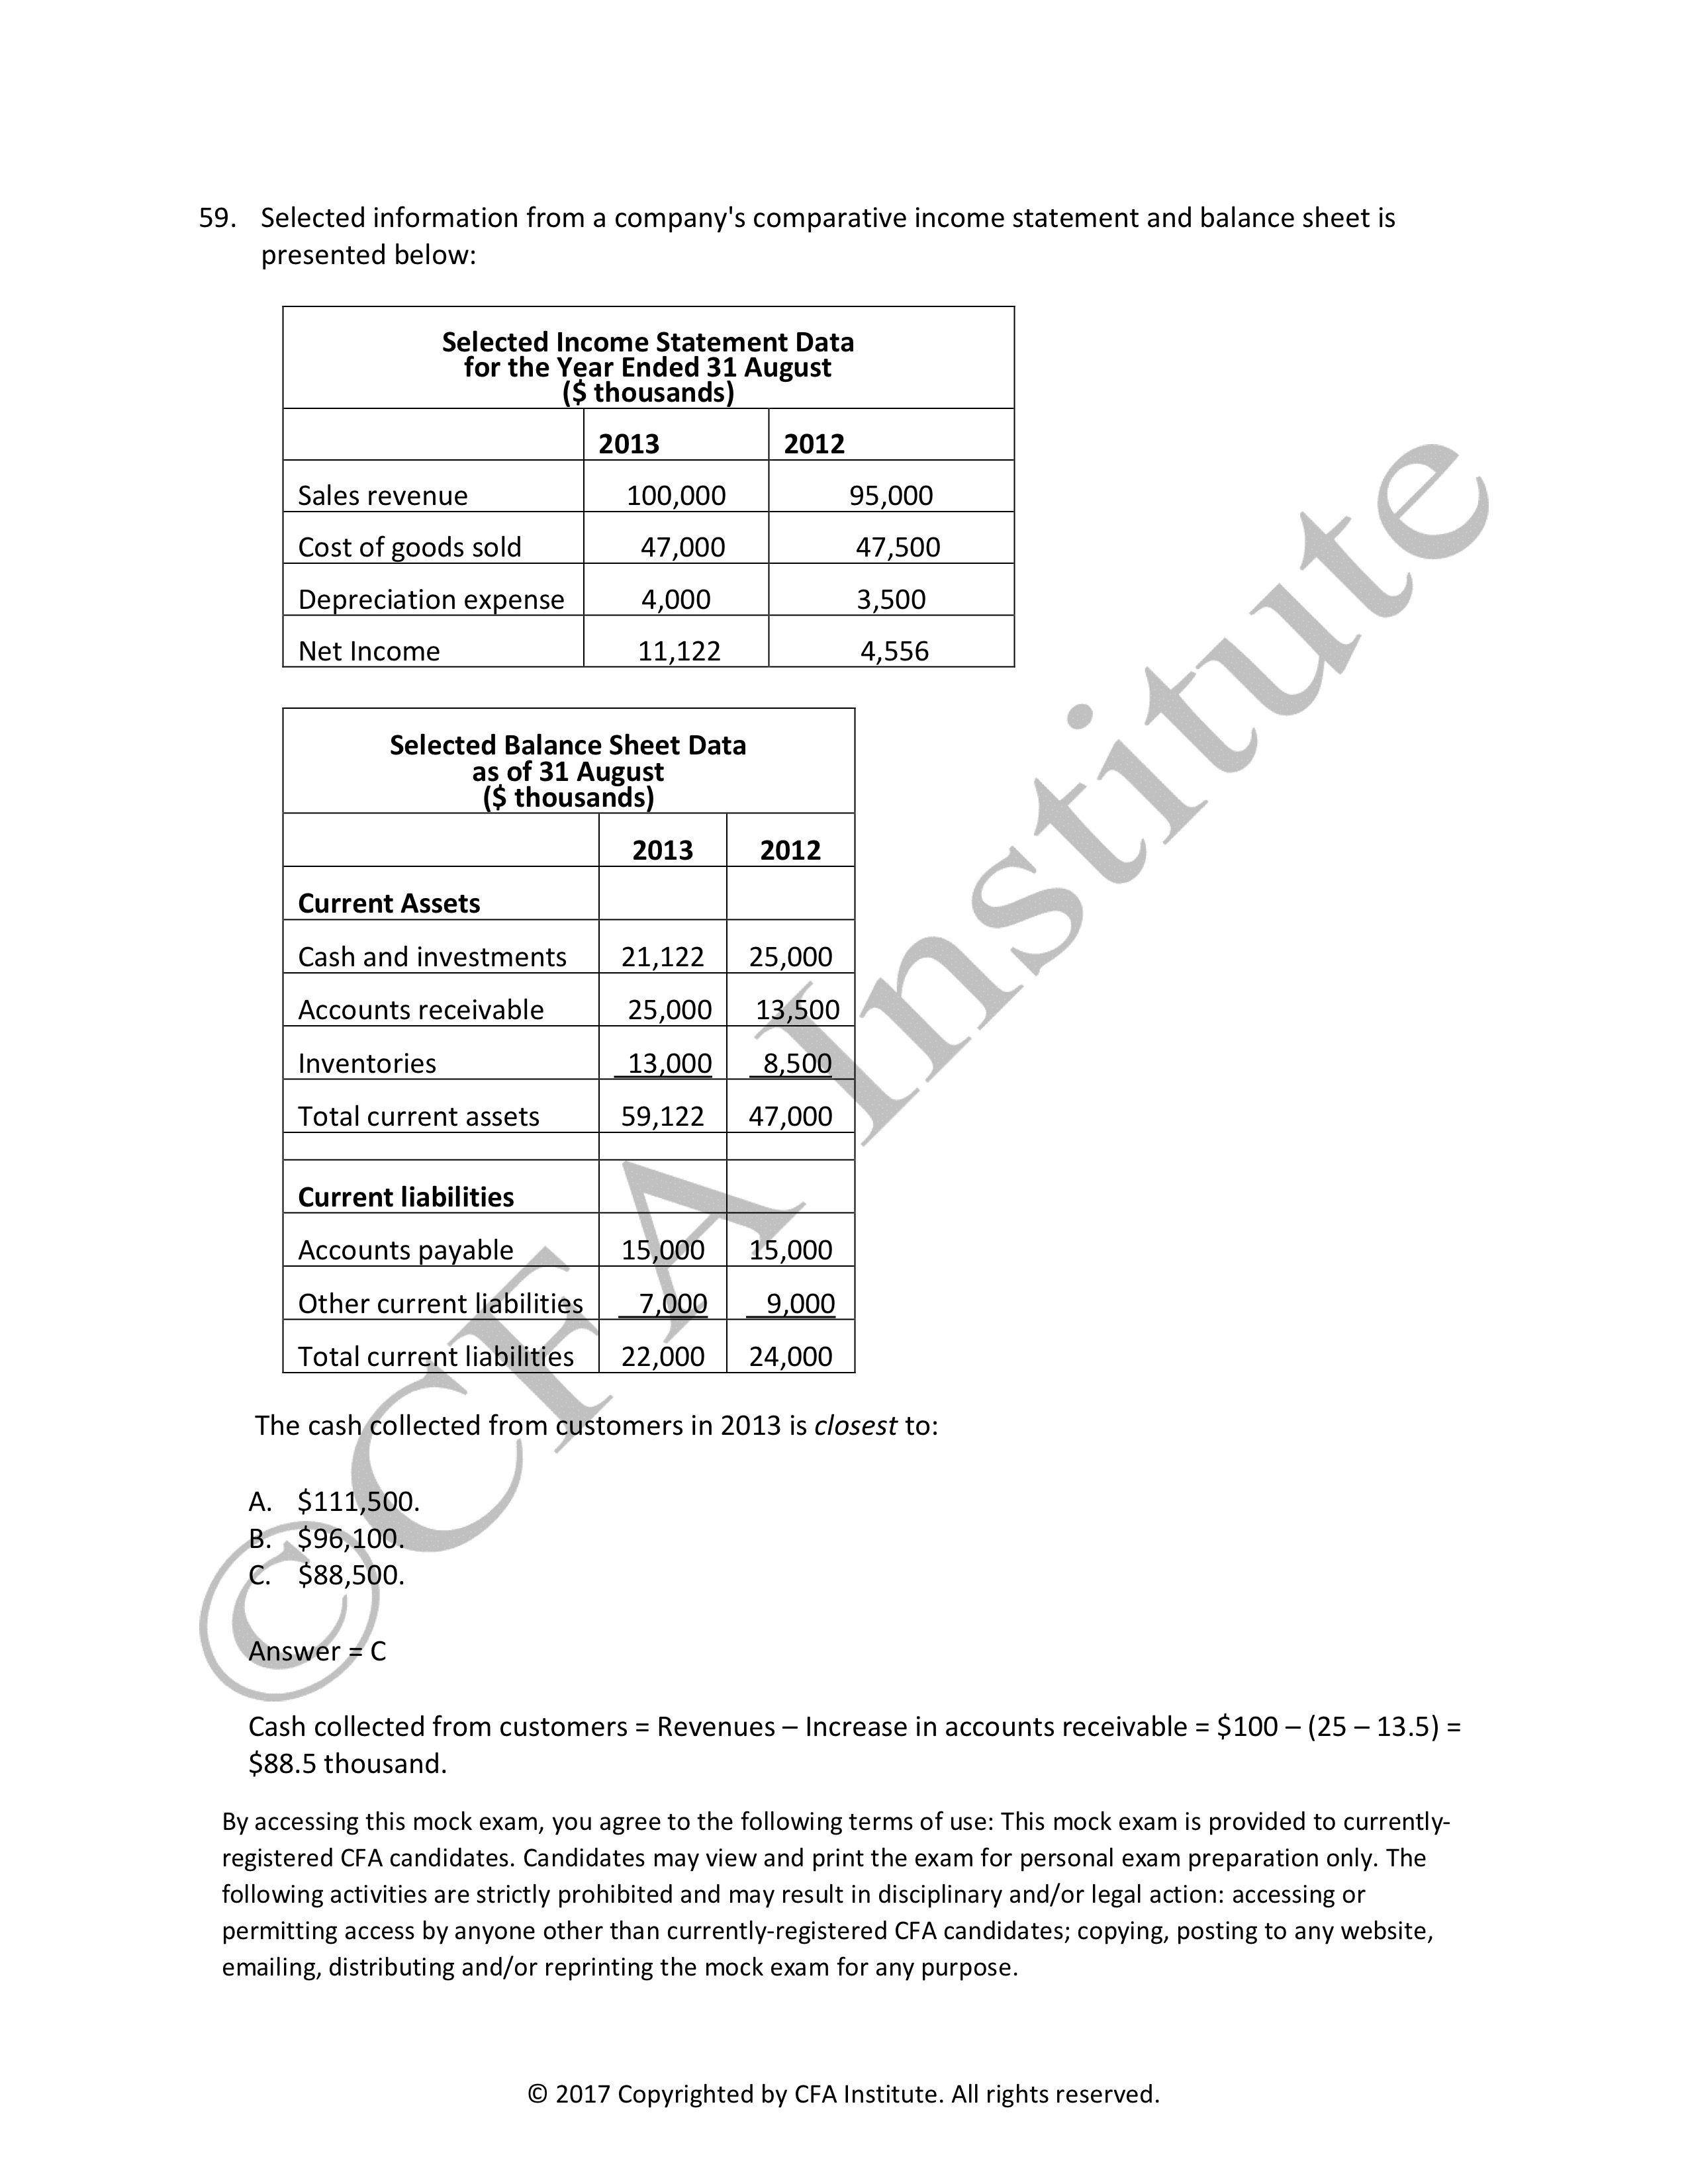 59. Selected information from a company's comparative income statement and balance sheet is
presented below:
Selected Income Statement Data
for the Year Ended 31 August
($ thousands)
2013 2012
Sales revenue 100,000 95,000
Cost of goods sold 47,000 47,500
Depreciation expense 4,000 3,500
Net Income 11,122 4,556
Selected Balance Sheet Data
as of 31 August
($ thousands)
2013 2012
Current Assets
Cash and investments 21,122 25,000
Accounts receivable 25,000 13,500
Inventories 13,000 8,500
Total current assets 59,122 47,000
Current liabilities
Accounts payable 15,000 15,000
Other current liabilities 7,000 9,000
Total current liabilities 22,000 24,000
The cash collected from customers in 2013 is closest to:
A. $111,500.
B. $96,100.
C. $88,500.
Answer = C
Cash collected from customers = Revenues – Increase in accounts receivable = $100 – (25 – 13.5) =
$88.5 thousand.
By accessing this mock exam, you agree to the following terms of use: This mock exam is provided to currently-
registered CFA candidates. Candidates may view and print the exam for personal exam preparation only. The
following activities are strictly prohibited and may result in disciplinary and/or legal action: accessing or
permitting access by anyone other than currently-registered CFA candidates; copying, posting to any website,
emailing, distributing and/or reprinting the mock exam for any purpose.
© 2017 Copyrighted by CFA Institute. All rights reserved.
©CFA Institute